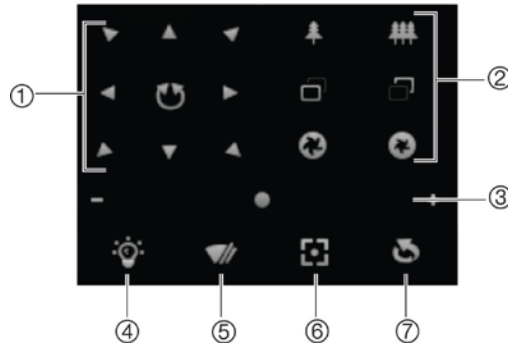 ①
②
③
④ ⑤ ⑥ ⑦